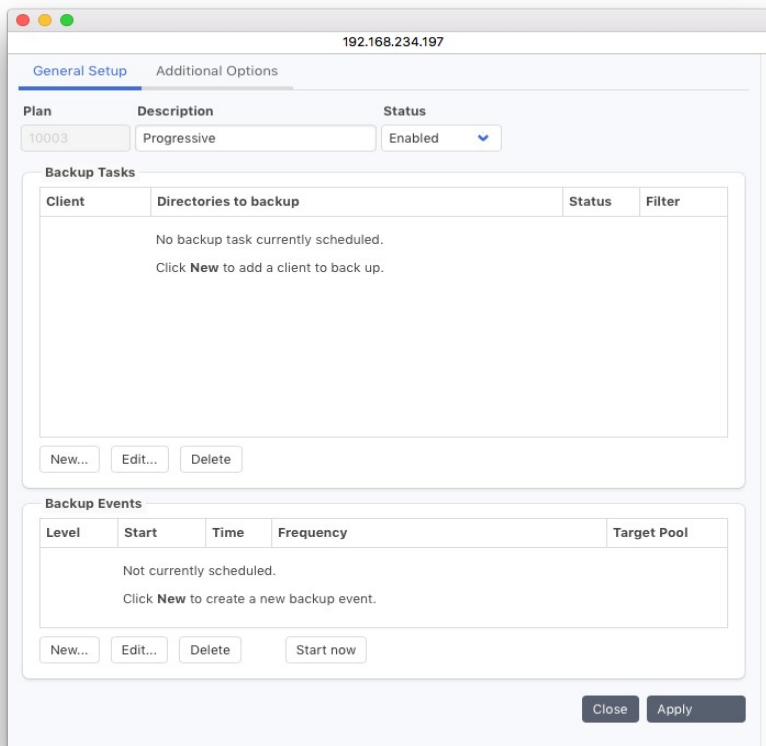 192.168.234.197
General Setup Additional Options
Plan Description Status
10003 Progressive Enabled
Backup Tasks
Client Directories to backup Status Filter
No backup task currently scheduled.
Click New to add a client to back up.
New... Edit... Delete
Backup Events
Level Start Time Frequency Target Pool
Not currently scheduled.
Click New to create a new backup event.
New... Edit... Delete Start now
Close Apply